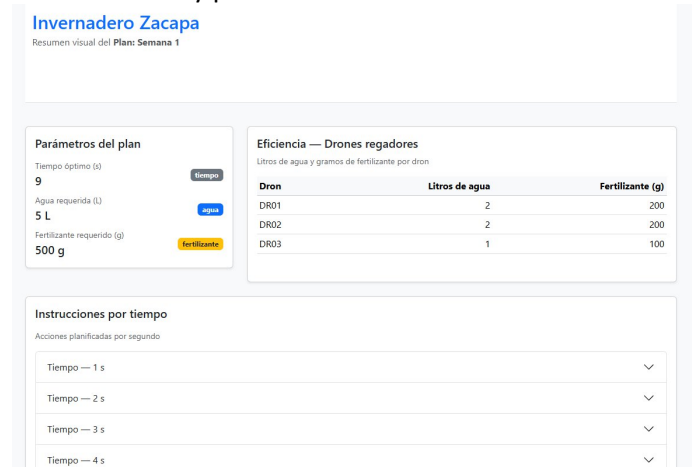 Invernadero Zacapa
Resumen visual del Plan: Semana 1
Parámetros del plan
Tiempo óptimo (s)
9
tiempo
Agua requerida (L)
5 L
agua
Fertilizante requerido (g)
500 g
fertilizante
Eficiencia — Drones regadores
Litros de agua y gramos de fertilizante por dron
Dron Litros de agua Fertilizante (g)
DR01 2 200
DR02 2 200
DR03 1 100
Instrucciones por tiempo
Acciones planificadas por segundo
Tiempo — 1 s
Tiempo — 2 s
Tiempo — 3 s
Tiempo — 4 s